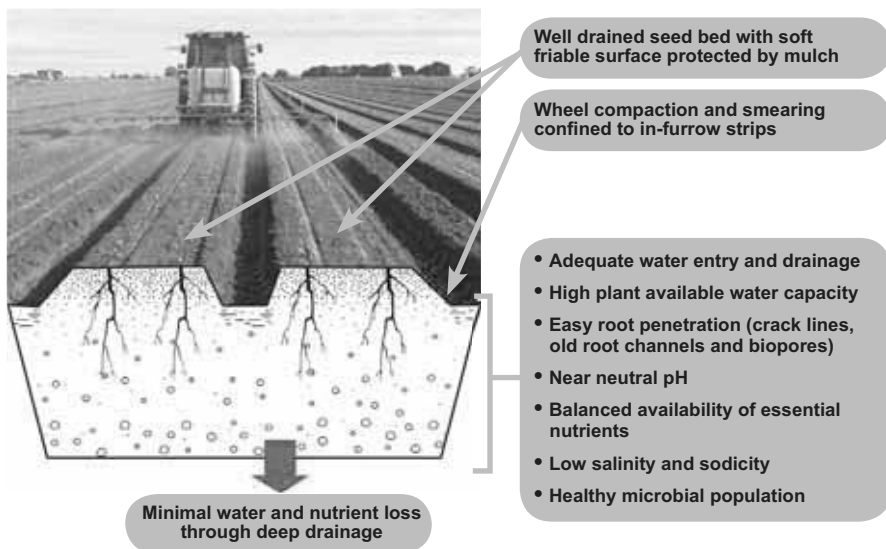 Well drained seed bed with soft
friable surface protected by mulch
Wheel compaction and smearing
confined to in-furrow strips
• Adequate water entry and drainage
• High plant available water capacity
• Easy root penetration (crack lines,
old root channels and biopores)
• Near neutral pH
• Balanced availability of essential
nutrients
• Low salinity and sodicity
• Healthy microbial population
Minimal water and nutrient loss
through deep drainage